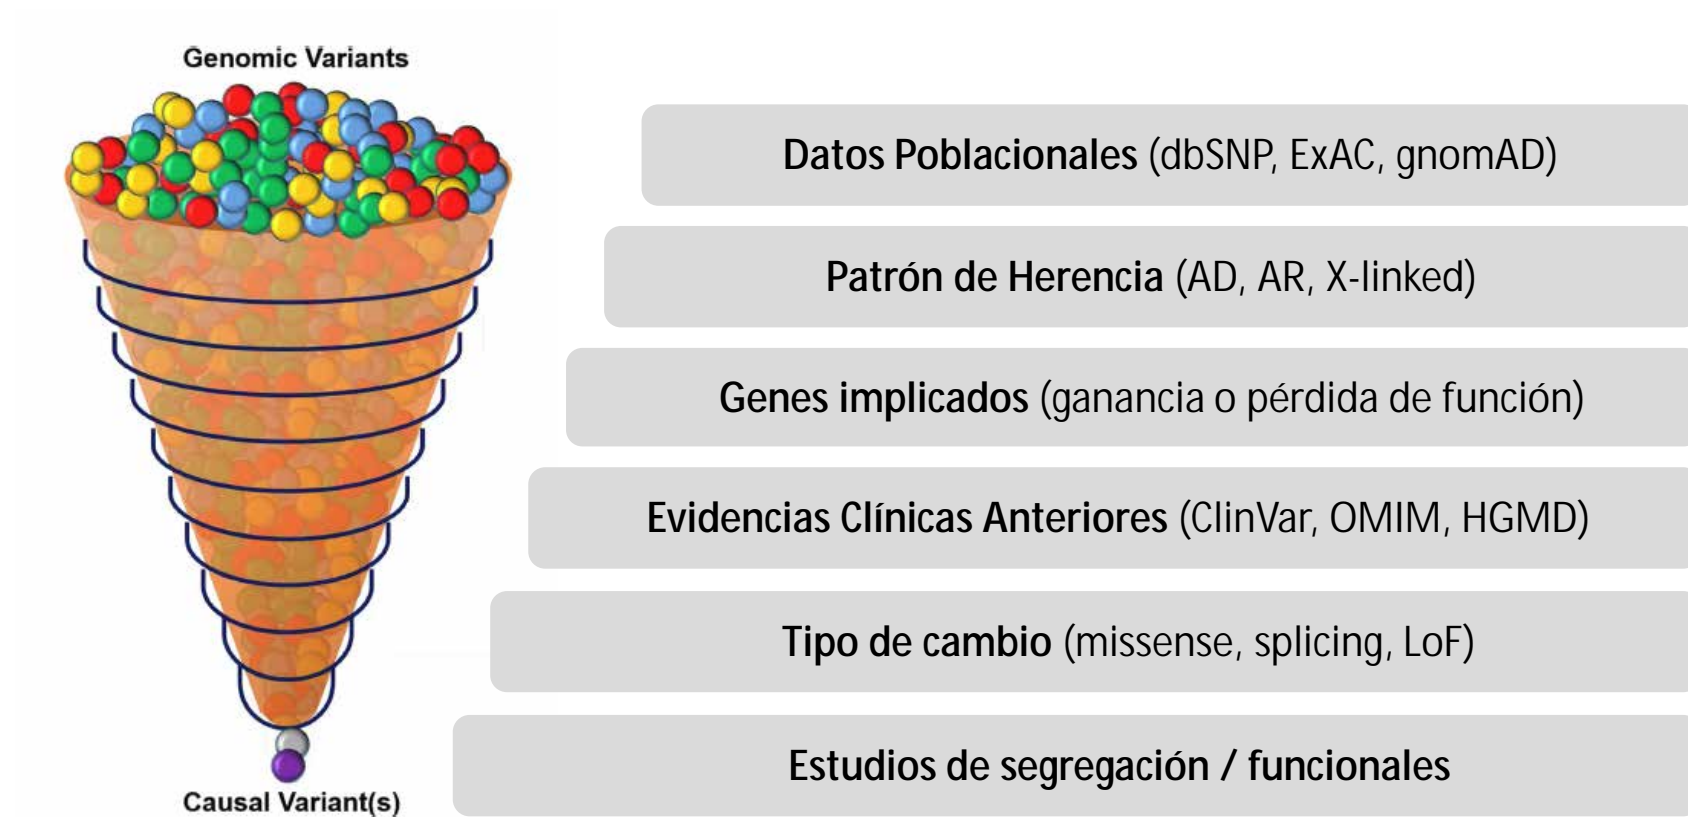 Genomic Variants
Datos Poblacionales (dbSNP, ExAC, gnomAD)
Patrón de Herencia (AD, AR, X-linked)
Genes implicados (ganancia o pérdida de función)
Evidencias Clínicas Anteriores (ClinVar, OMIM, HGMD)
Tipo de cambio (missense, splicing, LoF)
Estudios de segregación / funcionales
Causal Variant(s)